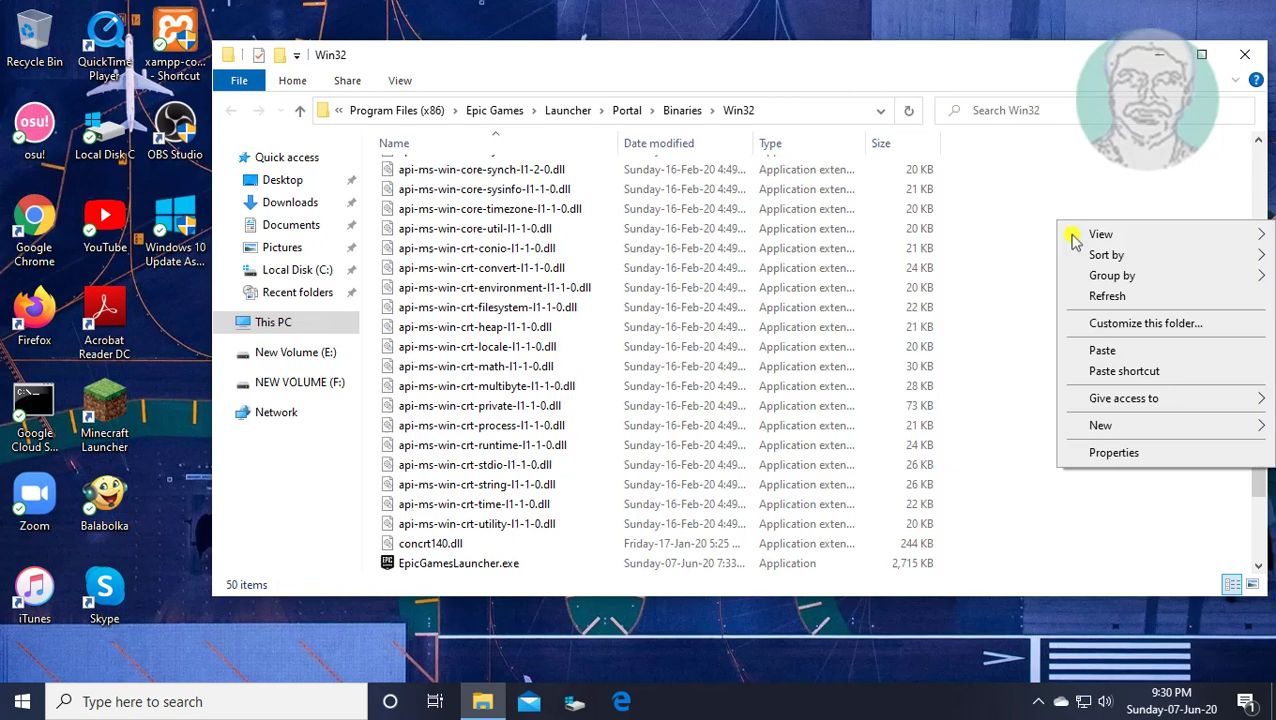 Recycle Bin
QuickTime
Player
xampp-co...
- Shortcut
osu!
osu!
Local Disk C
OBS Studio
Google
Chrome
YouTube
Windows 10
Update As...
Firefox
Acrobat
Reader DC
Google
Cloud S...
Minecraft
Launcher
Zoom
Balabolka
iTunes
Skype
Win32
File
Home
Share
View
« Program Files (x86) > Epic Games > Launcher > Portal > Binaries > Win32
Search Win32
Name
Date modified
Type
Size
Quick access
Desktop
Downloads
Documents
Pictures
Local Disk (C:)
Recent folders
This PC
New Volume (E:)
NEW VOLUME (F:)
Network
api-ms-win-core-synch-l1-2-0.dll Sunday-16-Feb-20 4:49... Application exten... 20 KB
api-ms-win-core-sysinfo-l1-1-0.dll Sunday-16-Feb-20 4:49... Application exten... 21 KB
api-ms-win-core-timezone-l1-1-0.dll Sunday-16-Feb-20 4:49... Application exten... 20 KB
api-ms-win-core-util-l1-1-0.dll Sunday-16-Feb-20 4:49... Application exten... 20 KB
api-ms-win-crt-conio-l1-1-0.dll Sunday-16-Feb-20 4:49... Application exten... 21 KB
api-ms-win-crt-convert-l1-1-0.dll Sunday-16-Feb-20 4:49... Application exten... 24 KB
api-ms-win-crt-environment-l1-1-0.dll Sunday-16-Feb-20 4:49... Application exten... 21 KB
api-ms-win-crt-filesystem-l1-1-0.dll Sunday-16-Feb-20 4:49... Application exten... 22 KB
api-ms-win-crt-heap-l1-1-0.dll Sunday-16-Feb-20 4:49... Application exten... 21 KB
api-ms-win-crt-locale-l1-1-0.dll Sunday-16-Feb-20 4:49... Application exten... 21 KB
api-ms-win-crt-math-l1-1-0.dll Sunday-16-Feb-20 4:49... Application exten... 30 KB
api-ms-win-crt-multibyte-l1-1-0.dll Sunday-16-Feb-20 4:49... Application exten... 28 KB
api-ms-win-crt-private-l1-1-0.dll Sunday-16-Feb-20 4:49... Application exten... 73 KB
api-ms-win-crt-process-l1-1-0.dll Sunday-16-Feb-20 4:49... Application exten... 21 KB
api-ms-win-crt-runtime-l1-1-0.dll Sunday-16-Feb-20 4:49... Application exten... 24 KB
api-ms-win-crt-stdio-l1-1-0.dll Sunday-16-Feb-20 4:49... Application exten... 26 KB
api-ms-win-crt-string-l1-1-0.dll Sunday-16-Feb-20 4:49... Application exten... 26 KB
api-ms-win-crt-time-l1-1-0.dll Sunday-16-Feb-20 4:49... Application exten... 22 KB
api-ms-win-crt-utility-l1-1-0.dll Sunday-16-Feb-20 4:49... Application exten... 20 KB
concrt140.dll Friday-17-Jan-20 5:25 ... Application exten... 244 KB
EpicGamesLauncher.exe Sunday-07-Jun-20 7:33... Application 2,715 KB
50 items
View
Sort by
Group by
Refresh
Customize this folder...
Paste
Paste shortcut
Give access to
New
Properties
Type here to search
9:30 PM
Sunday-07-Jun-20
1